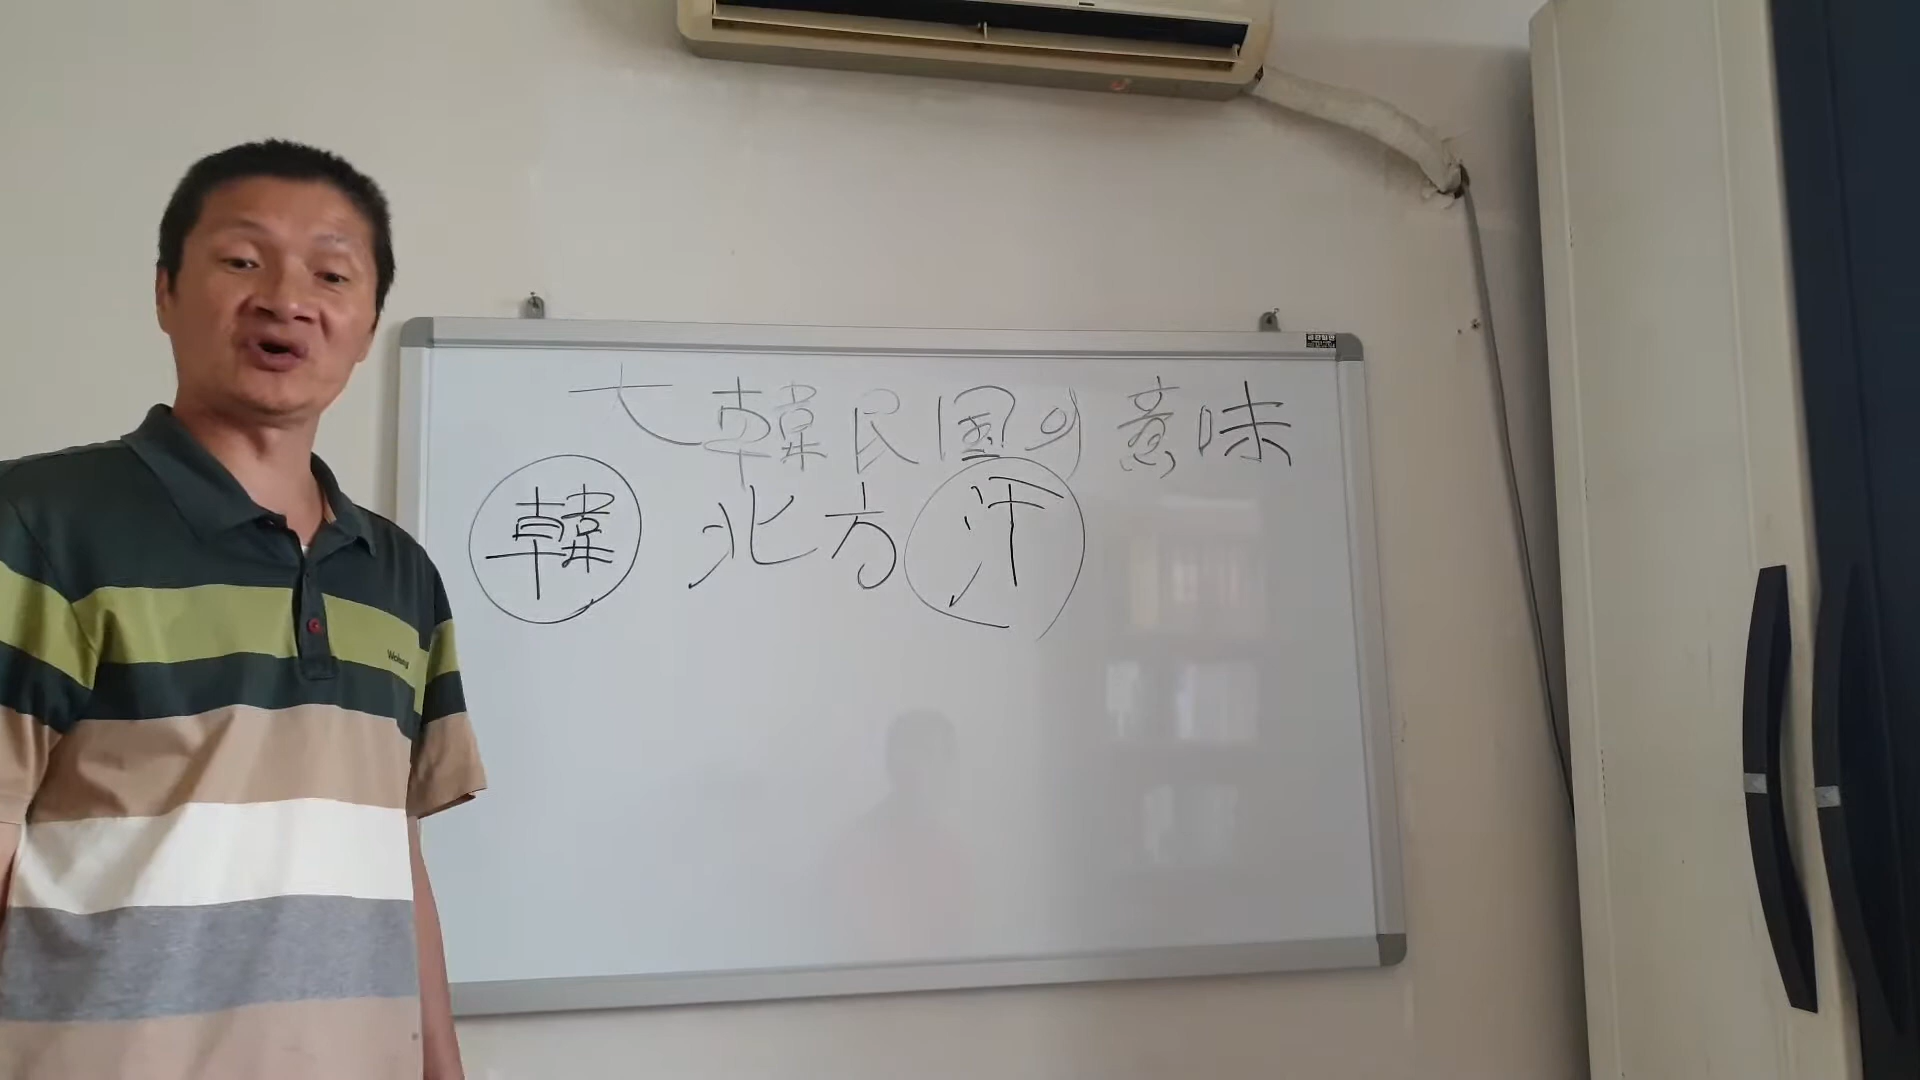 大韓民国의 意味
韓 北方 汗